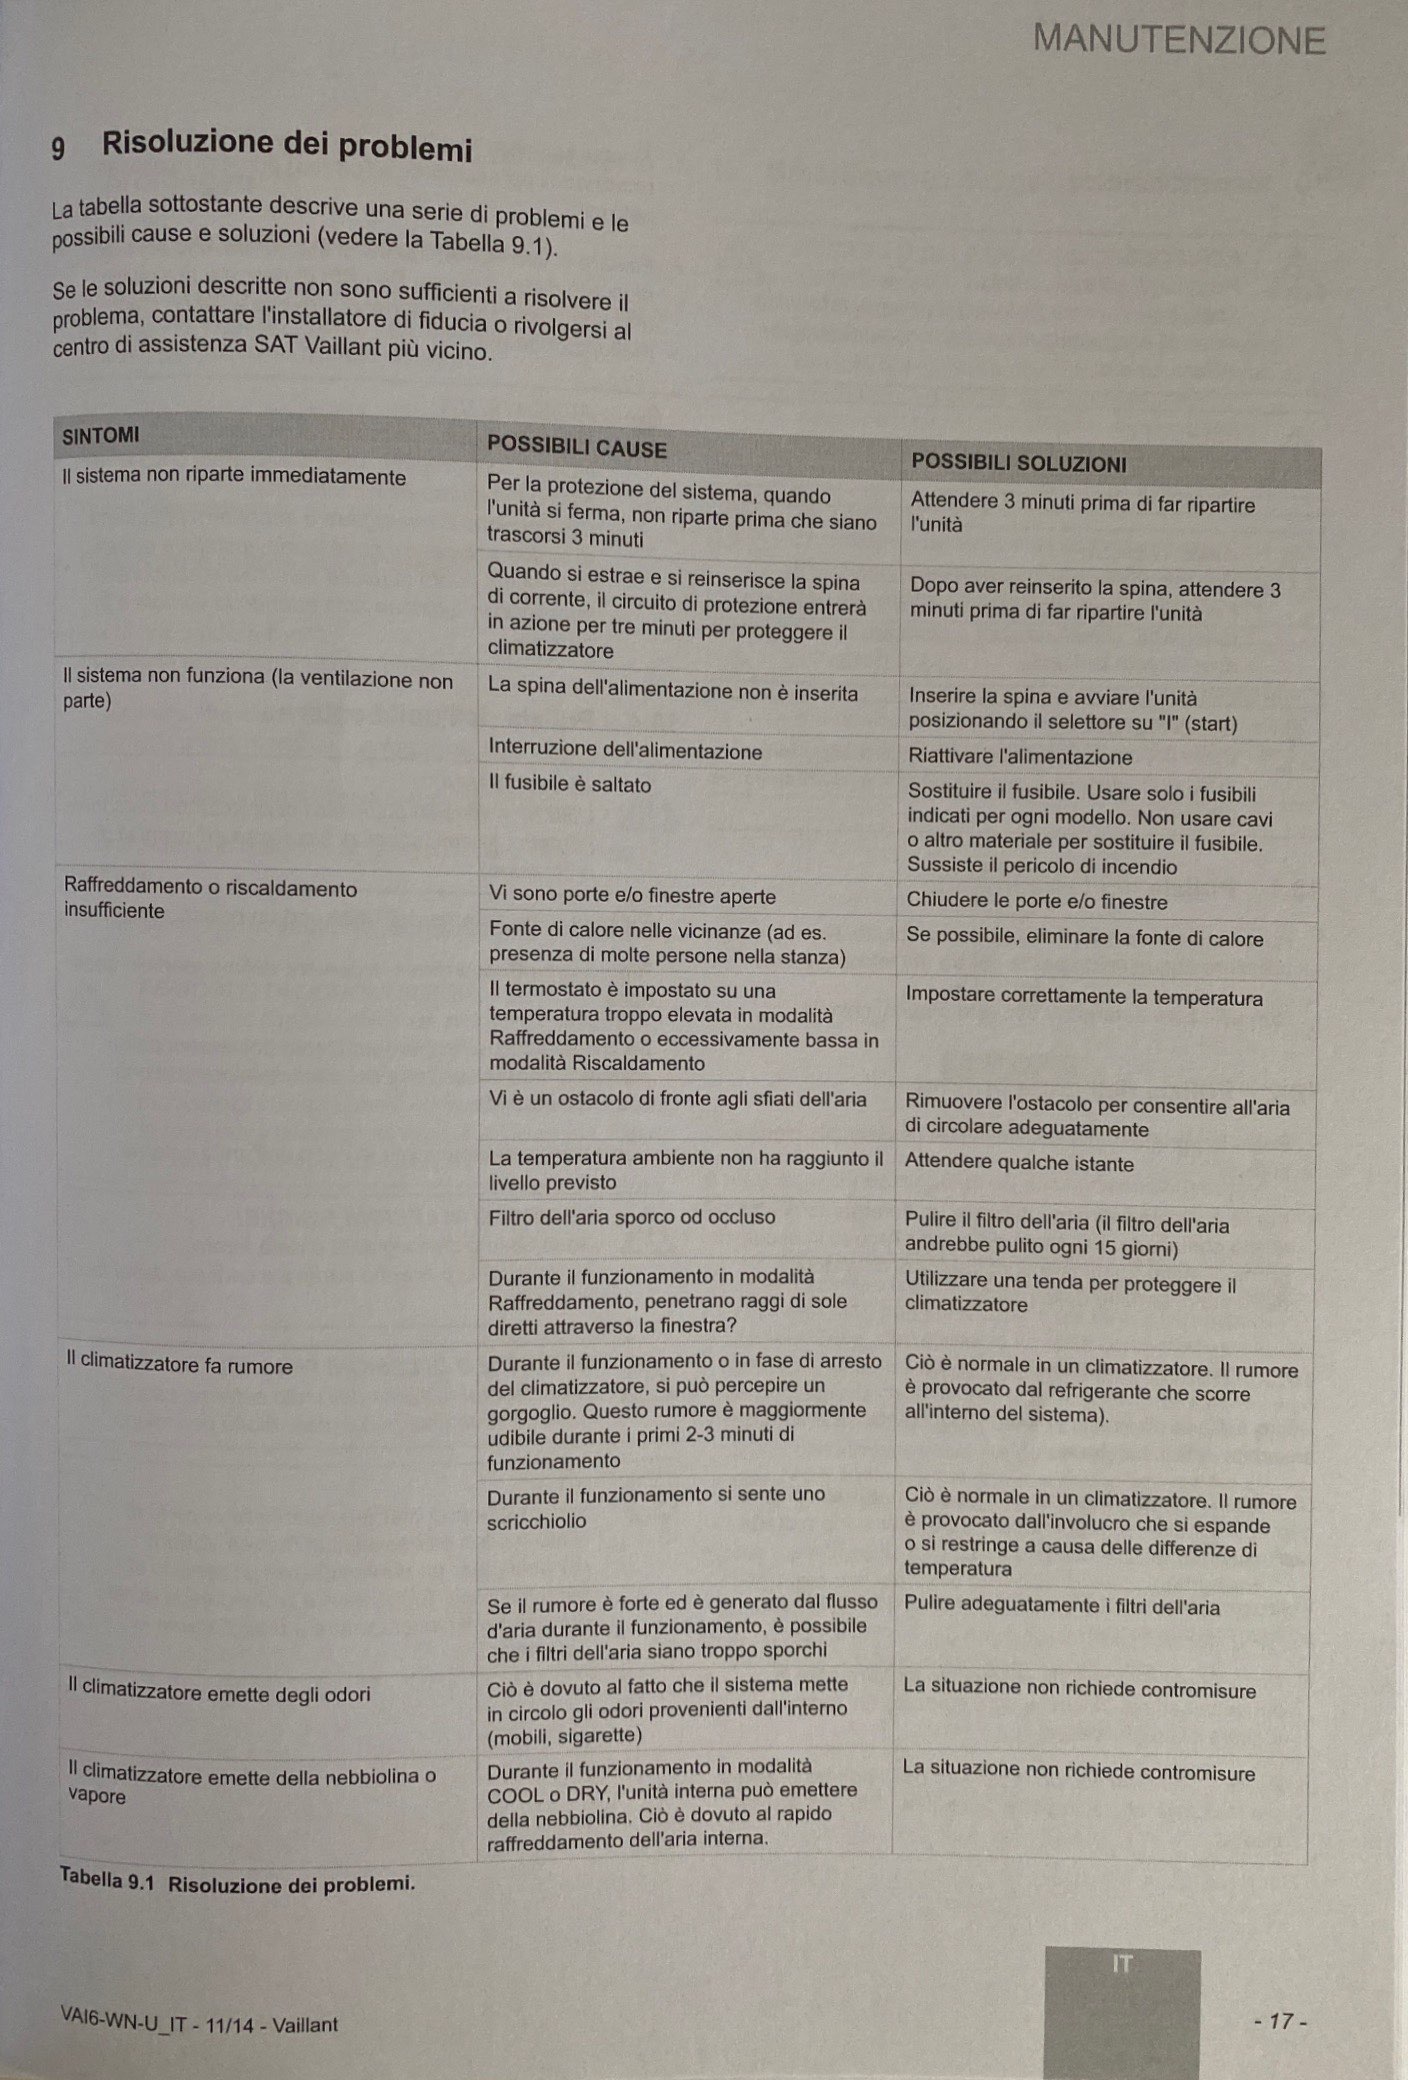 MANUTENZIONE
9 Risoluzione dei problemi
La tabella sottostante descrive una serie di problemi e le
possibili cause e soluzioni (vedere la Tabella 9.1).
Se le soluzioni descritte non sono sufficienti a risolvere il
problema, contattare l'installatore di fiducia o rivolgersi al
centro di assistenza SAT Vaillant più vicino.
SINTOMI
POSSIBILI CAUSE
POSSIBILI SOLUZIONI
Il sistema non riparte immediatamente
Per la protezione del sistema, quando
l'unità si ferma, non riparte prima che siano
trascorsi 3 minuti
Attendere 3 minuti prima di far ripartire
l'unità
Quando si estrae e si reinserisce la spina
di corrente, il circuito di protezione entrerà
in azione per tre minuti per proteggere il
climatizzatore
Dopo aver reinserito la spina, attendere 3
minuti prima di far ripartire l'unità
Il sistema non funziona (la ventilazione non
parte)
La spina dell'alimentazione non è inserita
Inserire la spina e avviare l'unità
posizionando il selettore su "I" (start)
Interruzione dell'alimentazione
Riattivare l'alimentazione
Il fusibile è saltato
Sostituire il fusibile. Usare solo i fusibili
indicati per ogni modello. Non usare cavi
o altro materiale per sostituire il fusibile.
Sussiste il pericolo di incendio
Raffreddamento o riscaldamento
insufficiente
Vi sono porte e/o finestre aperte
Chiudere le porte e/o finestre
Fonte di calore nelle vicinanze (ad es.
presenza di molte persone nella stanza)
Se possibile, eliminare la fonte di calore
Il termostato è impostato su una
temperatura troppo elevata in modalità
Raffreddamento o eccessivamente bassa in
modalità Riscaldamento
Impostare correttamente la temperatura
Vi è un ostacolo di fronte agli sfiati dell'aria
Rimuovere l'ostacolo per consentire all'aria
di circolare adeguatamente
La temperatura ambiente non ha raggiunto il
livello previsto
Attendere qualche istante
Filtro dell'aria sporco od occluso
Pulire il filtro dell'aria (il filtro dell'aria
andrebbe pulito ogni 15 giorni)
Durante il funzionamento in modalità
Raffreddamento, penetrano raggi di sole
diretti attraverso la finestra?
Utilizzare una tenda per proteggere il
climatizzatore
Il climatizzatore fa rumore
Durante il funzionamento o in fase di arresto
del climatizzatore, si può percepire un
gorgoglio. Questo rumore è maggiormente
udibile durante i primi 2-3 minuti di
funzionamento
Ciò è normale in un climatizzatore. Il rumore
è provocato dal refrigerante che scorre
all'interno del sistema).
Durante il funzionamento si sente uno
scricchiolio
Ciò è normale in un climatizzatore. Il rumore
è provocato dall'involucro che si espande
o si restringe a causa delle differenze di
temperatura
Se il rumore è forte ed è generato dal flusso
d'aria durante il funzionamento, è possibile
che i filtri dell'aria siano troppo sporchi
Pulire adeguatamente i filtri dell'aria
Il climatizzatore emette degli odori
Ciò è dovuto al fatto che il sistema mette
in circolo gli odori provenienti dall'interno
(mobili, sigarette)
La situazione non richiede contromisure
Il climatizzatore emette della nebbiolina o
vapore
Durante il funzionamento in modalità
COOL o DRY, l'unità interna può emettere
della nebbiolina. Ciò è dovuto al rapido
raffreddamento dell'aria interna.
La situazione non richiede contromisure
Tabella 9.1 Risoluzione dei problemi.
IT
VAI6-WN-U_IT - 11/14 - Vaillant
- 17 -